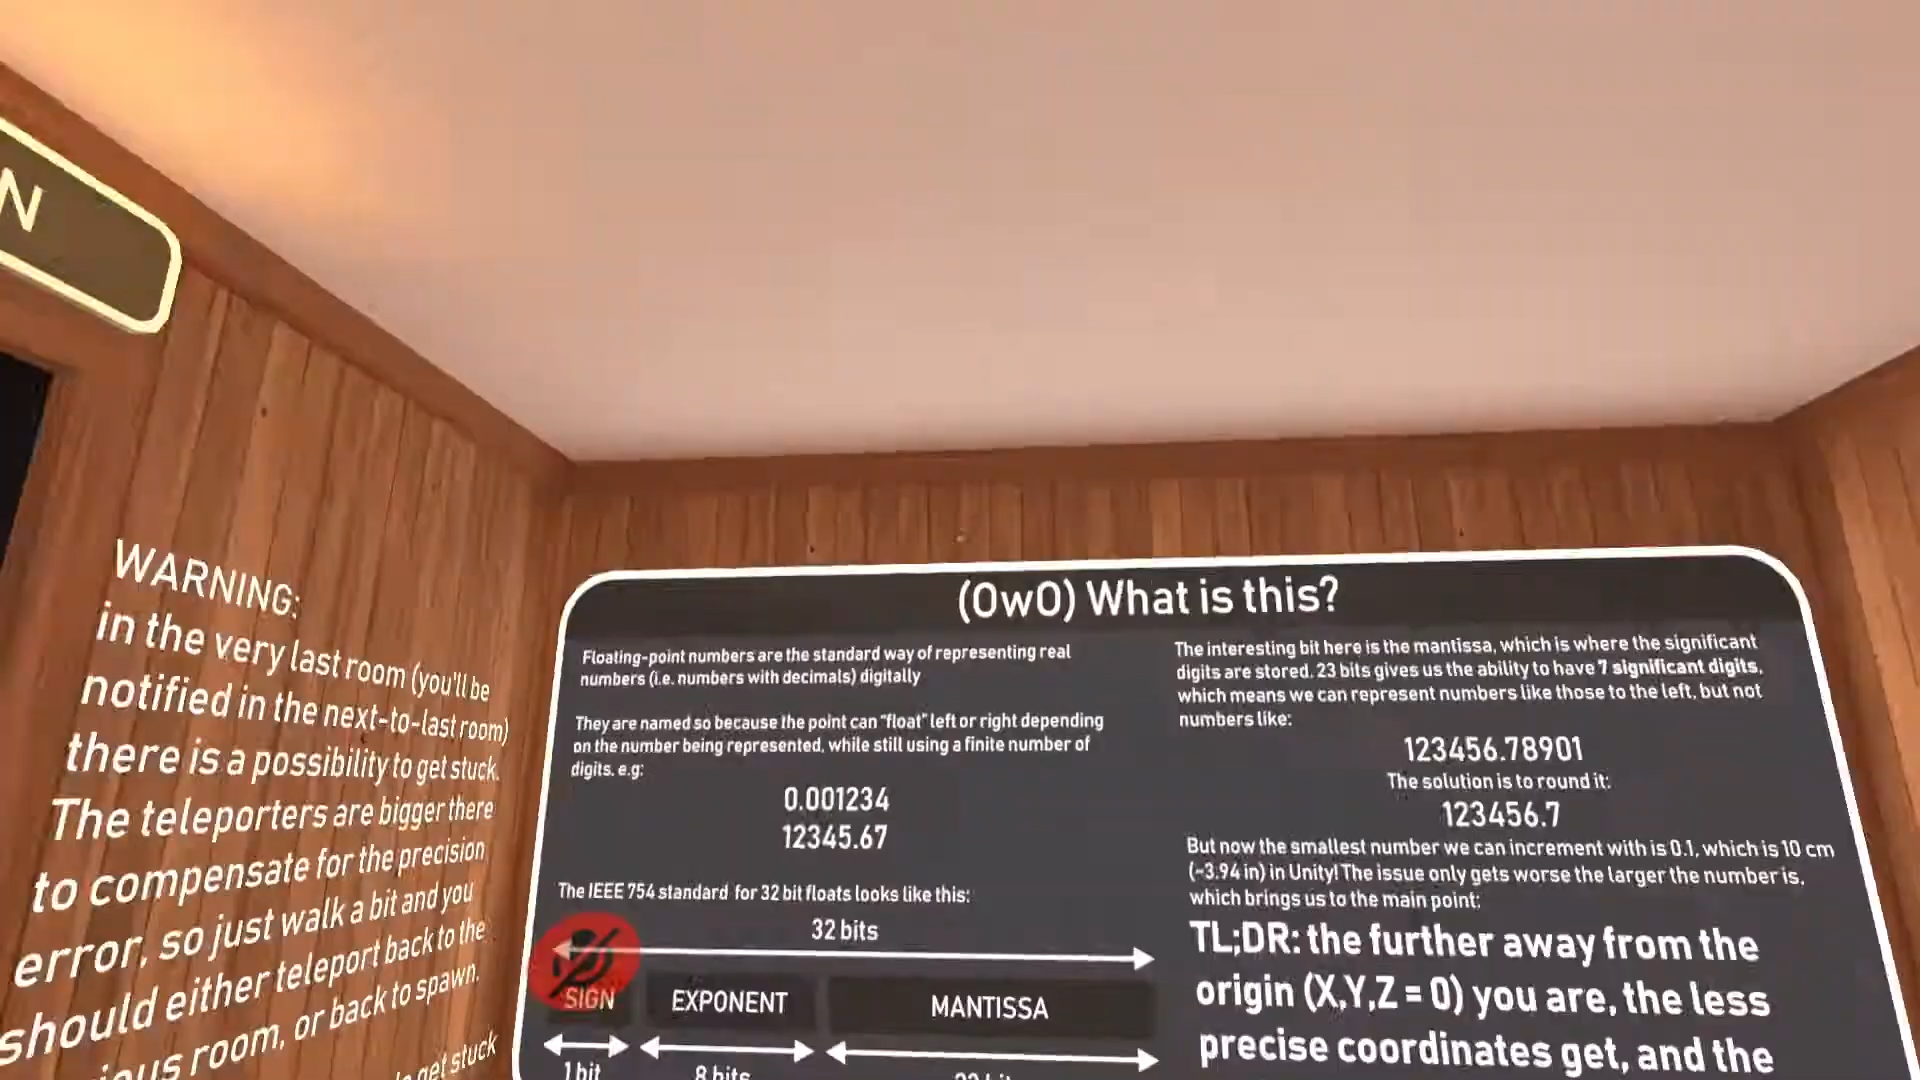 N
WARNING:
in the very last room (you'll be
notified in the next-to-last room)
there is a possibility to get stuck.
The teleporters are bigger there
to compensate for the precision
error, so just walk a bit and you
should either teleport back to the
room, or back to spawn.
get stuck
(OwO) What is this?
Floating-point numbers are the standard way of representing real
numbers (i.e. numbers with decimals) digitally
They are named so because the point can "float" left or right depending
on the number being represented, while still using a finite number of
digits. e.g:
0.001234
12345.67
The IEEE 754 standard for 32 bit floats looks like this:
32 bits
SIGN
EXPONENT
MANTISSA
1 bit
8 bits
The interesting bit here is the mantissa, which is where the significant
digits are stored. 23 bits gives us the ability to have 7 significant digits,
which means we can represent numbers like those to the left, but not
numbers like:
123456.78901
The solution is to round it:
123456.7
But now the smallest number we can increment with is 0.1, which is 10 cm
(~3.94 in) in Unity! The issue only gets worse the larger the number is,
which brings us to the main point:
TL;DR: the further away from the
origin (X,Y,Z = 0) you are, the less
precise coordinates get, and the